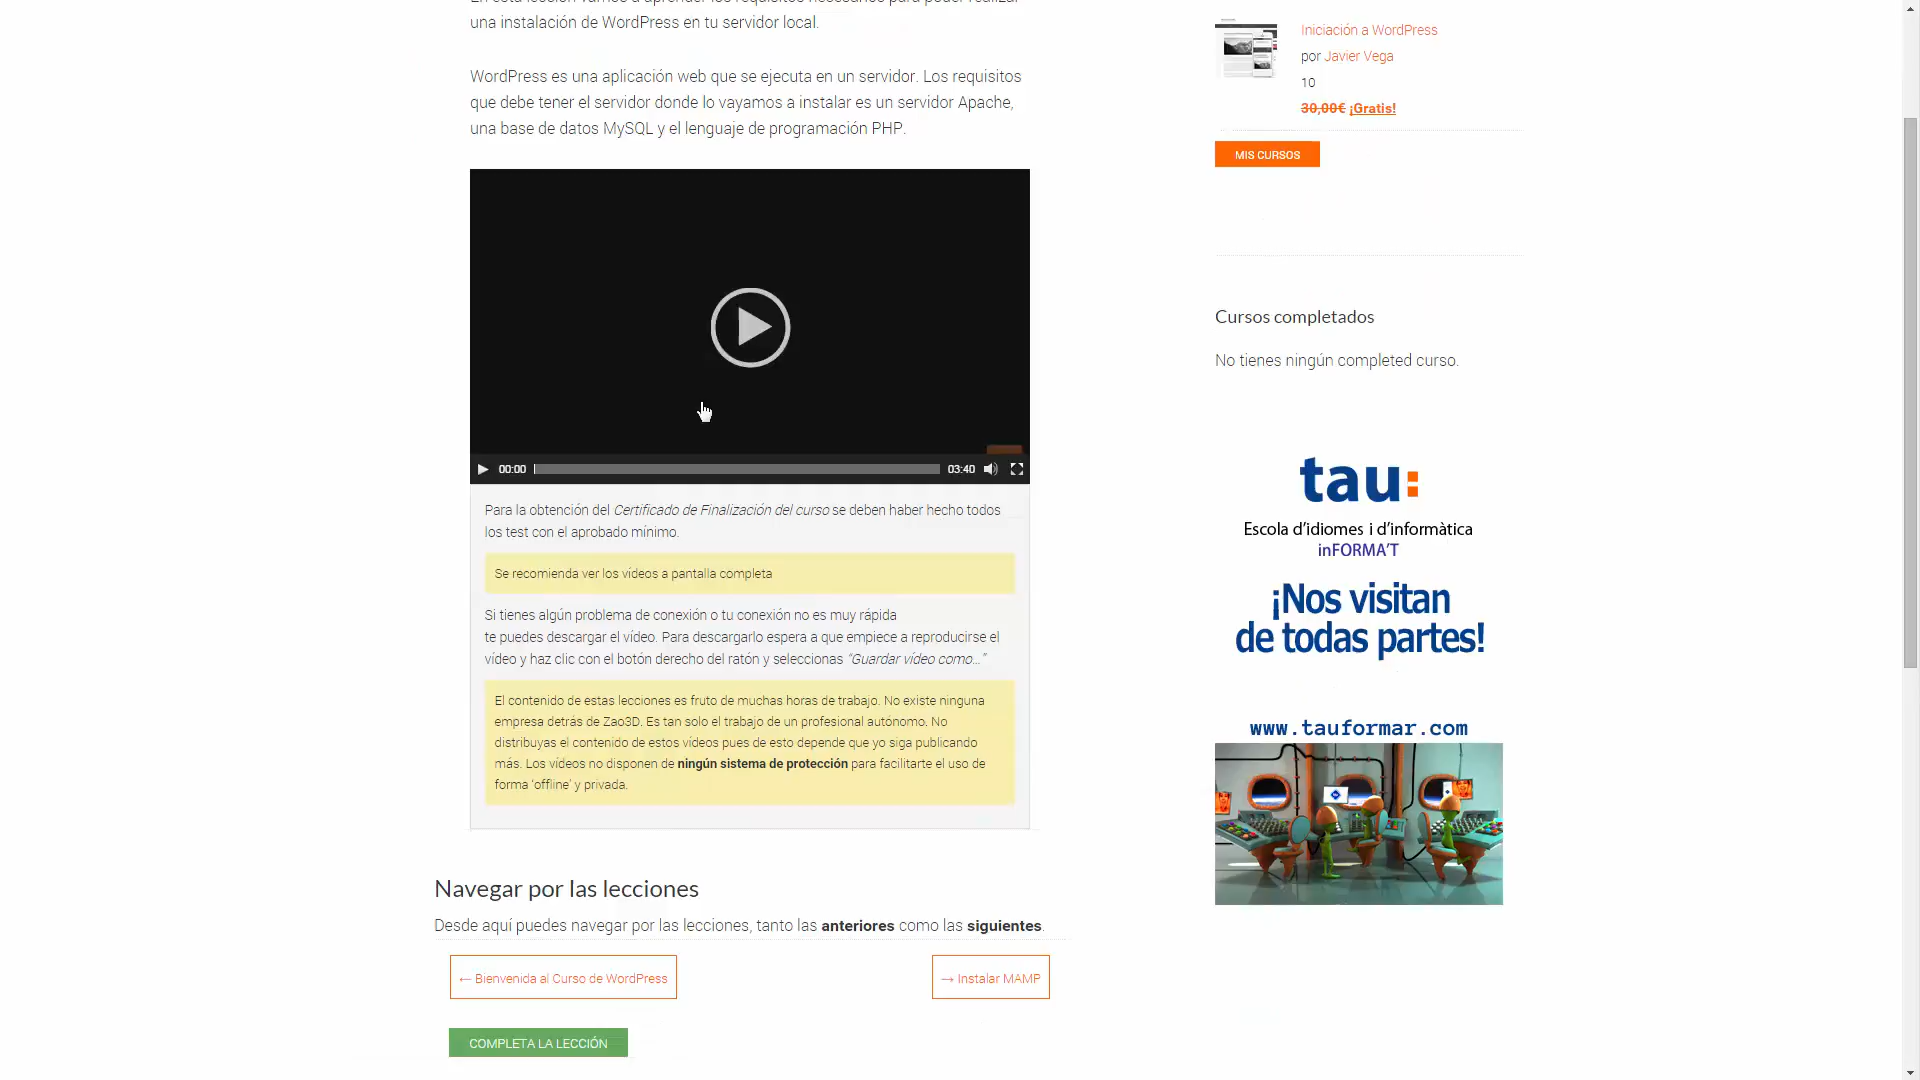 una instalación de WordPress en tu servidor local.
WordPress es una aplicación web que se ejecuta en un servidor. Los requisitos
que debe tener el servidor donde lo vayamos a instalar es un servidor Apache,
una base de datos MySQL y el lenguaje de programación PHP.
00:00
03:40
Para la obtención del Certificado de Finalización del curso se deben haber hecho todos
los test con el aprobado mínimo.
Se recomienda ver los vídeos a pantalla completa
Si tienes algún problema de conexión o tu conexión no es muy rápida
te puedes descargar el vídeo. Para descargarlo espera a que empiece a reproducirse el
vídeo y haz clic con el botón derecho del ratón y seleccionas “Guardar vídeo como…”
El contenido de estas lecciones es fruto de muchas horas de trabajo. No existe ninguna
empresa detrás de Zao3D. Es tan solo el trabajo de un profesional autónomo. No
distribuyas el contenido de estos vídeos pues de esto depende que yo siga publicando
más. Los vídeos no disponen de ningún sistema de protección para facilitarte el uso de
forma ‘offline’ y privada.
Navegar por las lecciones
Desde aquí puedes navegar por las lecciones, tanto las anteriores como las siguientes.
← Bienvenida al Curso de WordPress
→ Instalar MAMP
COMPLETA LA LECCIÓN
Iniciación a WordPress
por Javier Vega
10
30,00€ ¡Gratis!
MIS CURSOS
Cursos completados
No tienes ningún completed curso.
tau:
Escola d’idiomes i d’informàtica
inFORMA’T
¡Nos visitan
de todas partes!
www.tauformar.com